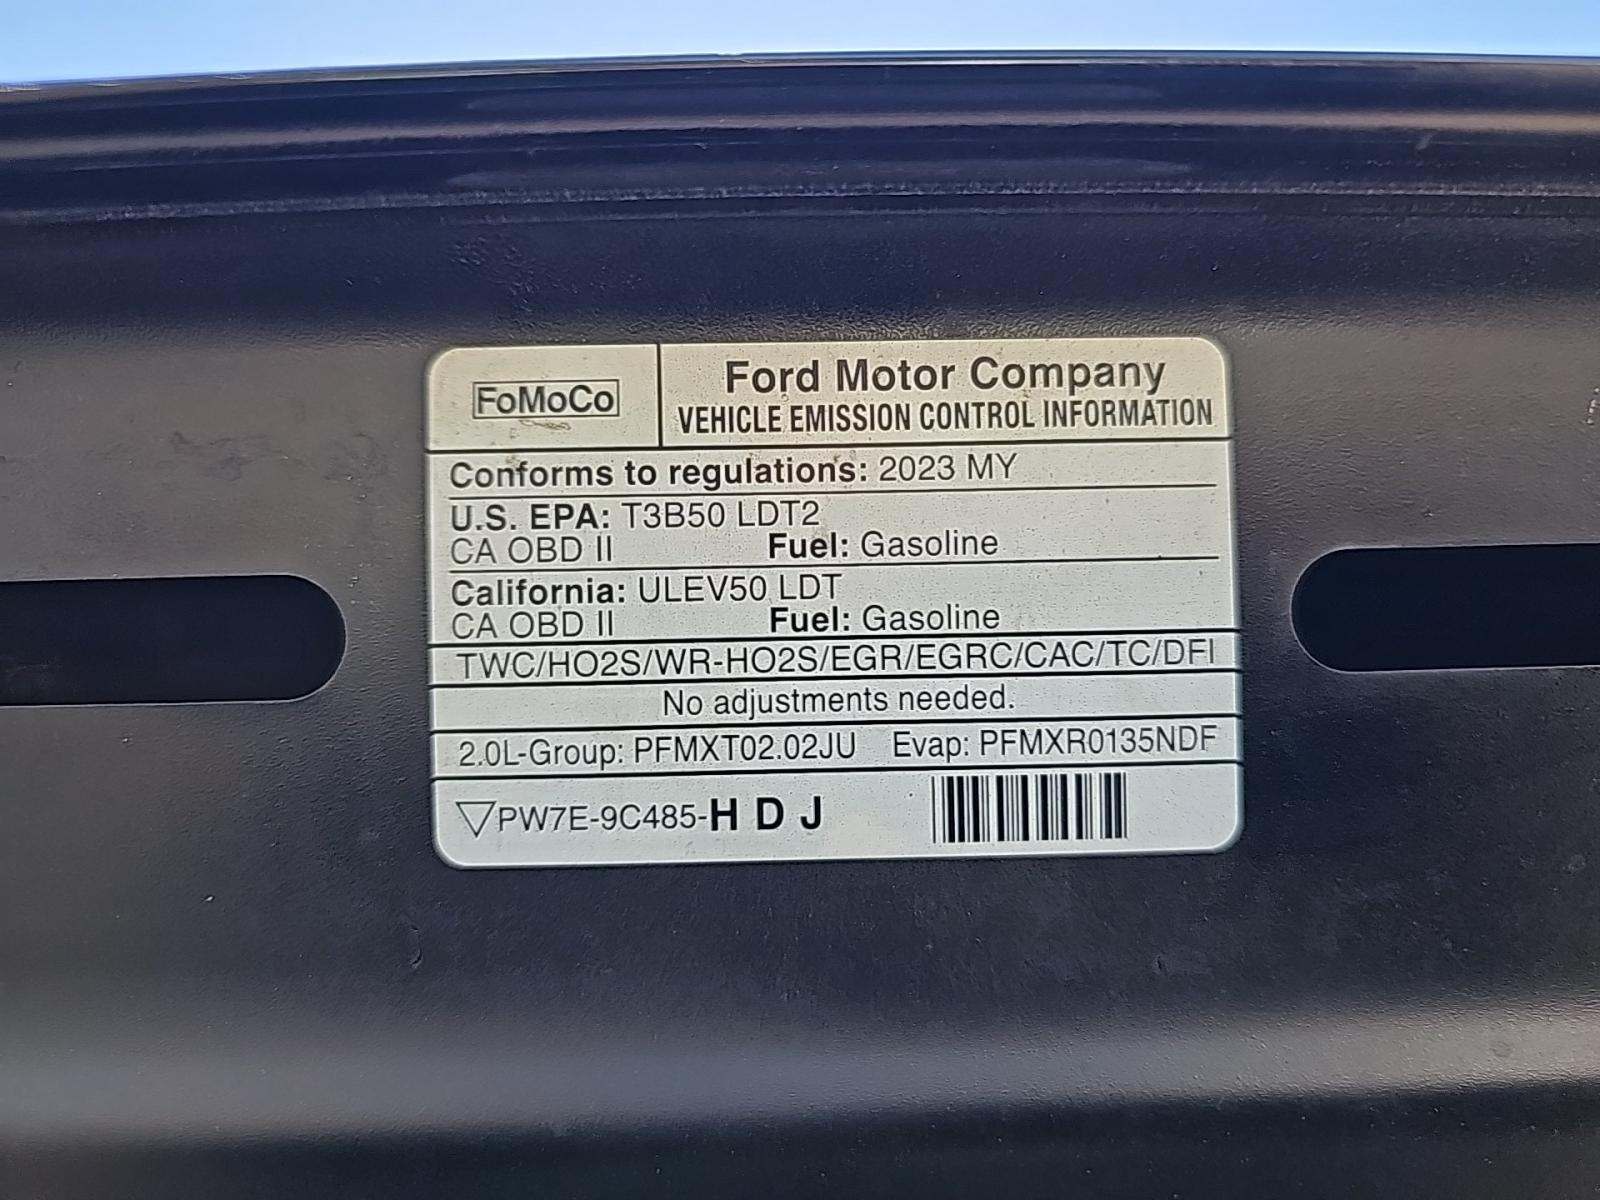 FoMoCo
Ford Motor Company
VEHICLE EMISSION CONTROL INFORMATION
Conforms to regulations: 2023 MY
U.S. EPA: T3B50 LDT2
CA OBD II Fuel: Gasoline
California: ULEV50 LDT
CA OBD II Fuel: Gasoline
TWC/HO2S/WR-HO2S/EGR/EGRC/CAC/TC/DFI
No adjustments needed.
2.0L-Group: PFMXT02.02JU Evap: PFMXR0135NDF
▽PW7E-9C485-H D J